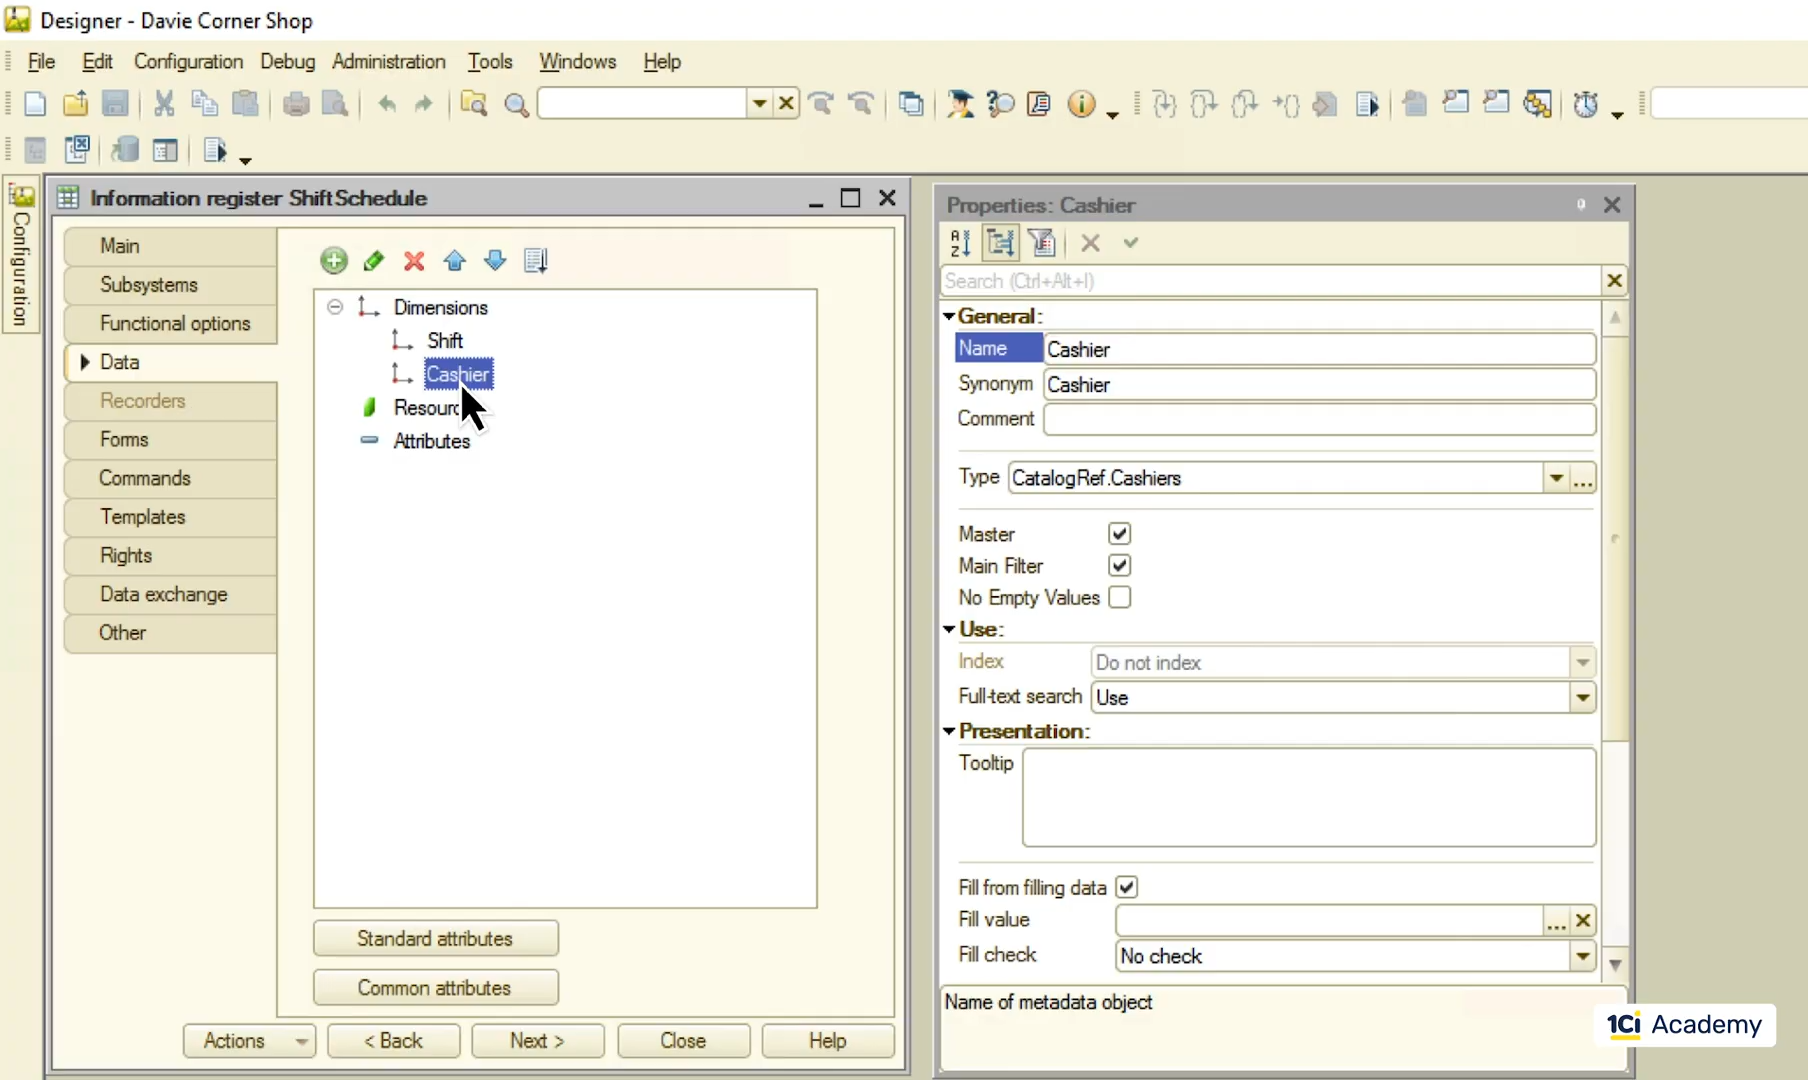 Designer - Davie Corner Shop
File Edit Configuration Debug Administration Tools Windows Help
Configuration
Information register ShiftSchedule
Main
Subsystems
Functional options
Data
Recorders
Forms
Commands
Templates
Rights
Data exchange
Other
Dimensions
Shift
Cashier
Resourc
Attributes
Standard attributes
Common attributes
Actions
< Back
Next >
Close
Help
Properties: Cashier
Search (Ctrl+Alt+I)
General:
Name Cashier
Synonym Cashier
Comment
Type CatalogRef.Cashiers ...
Master
Main Filter
No Empty Values
Use:
Index Do not index
Full-text search Use
Presentation:
Tooltip
Fill from filling data
Fill value ...
Fill check No check
Name of metadata object
1Ci Academy